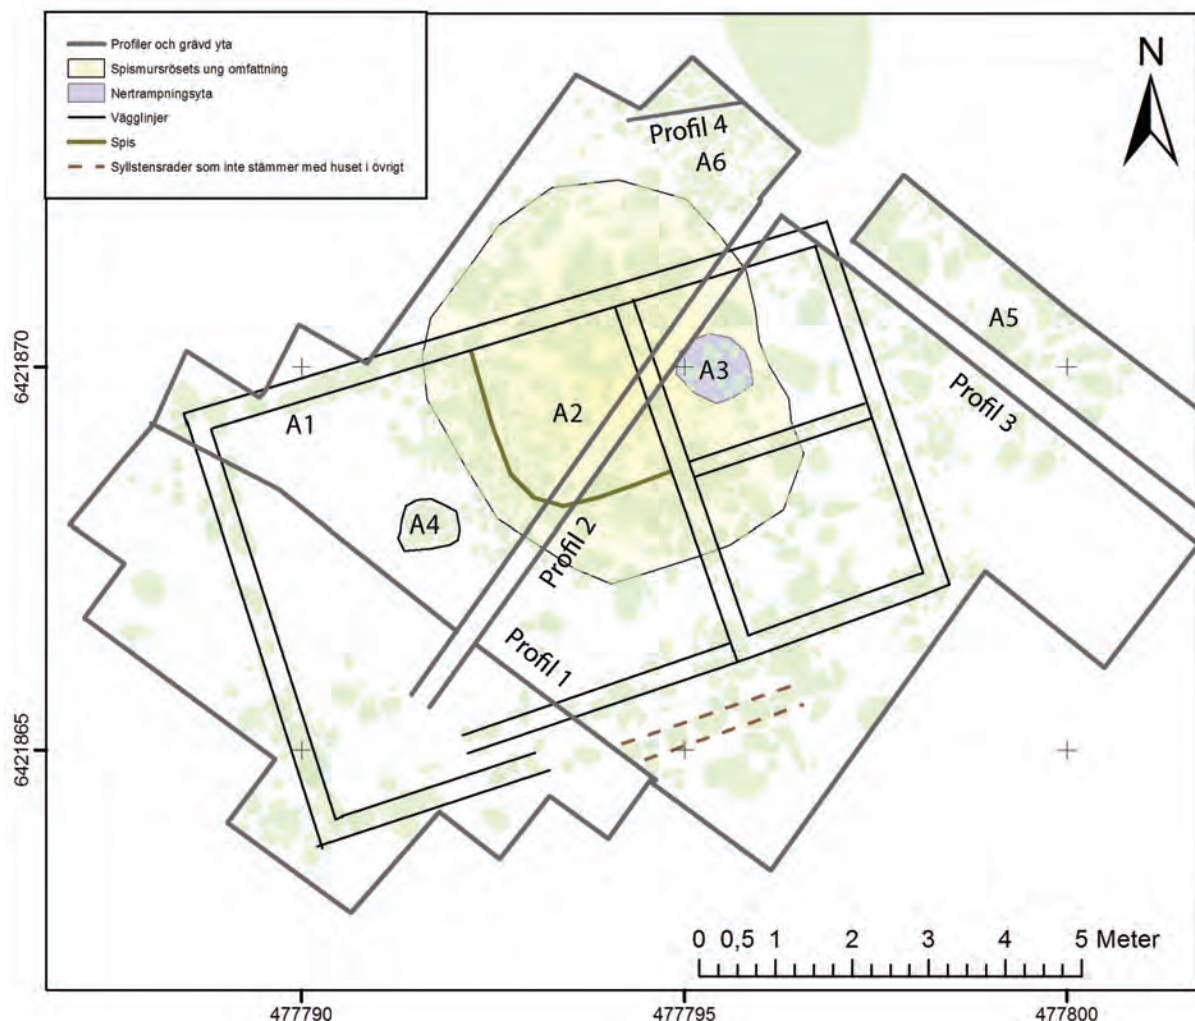 Profiler och grävd yta
Spismursrösets ung omfattning
Nertrampningsyta
Vägglinjer
Spis
Syllstensrader som inte stämmer med huset i övrigt
N
Profil 4
A6
A5
6421870
A3
Profil 3
A1
A2
A4
Profil 2
Profil 1
6421865
0 0,5 1 2 3 4 5 Meter
477790 477795 477800